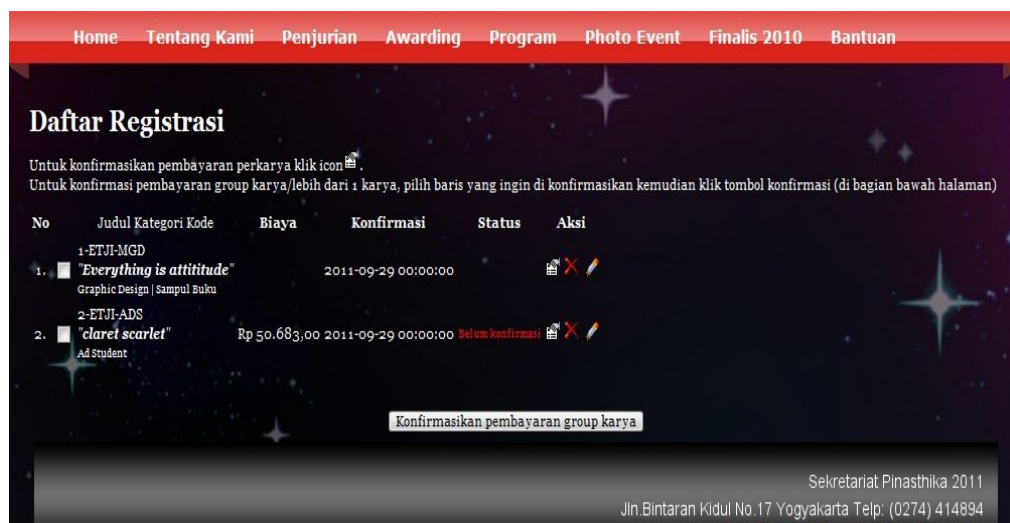 Home Tentang Kami Penjurian Awarding Program Photo Event Finalis 2010 Bantuan
Daftar Registrasi
Untuk konfirmasikan pembayaran perkarya klik icon .
Untuk konfirmasi pembayaran group karya/lebih dari 1 karya, pilih baris yang ingin di konfirmasikan kemudian klik tombol konfirmasi (di bagian bawah halaman)
No Judul Kategori Kode Biaya Konfirmasi Status Aksi
1-ETJI-MGD
1. "Everything is attititude" 2011-09-29 00:00:00
Graphic Design | Sampul Buku
2-ETJI-ADS
2. "claret scarlet" Rp 50.683,00 2011-09-29 00:00:00 Belum konfirmasi
Ad Student
Konfirmasikan pembayaran group karya
Sekretariat Pinasthika 2011
Jln.Bintaran Kidul No.17 Yogyakarta Telp: (0274) 414894